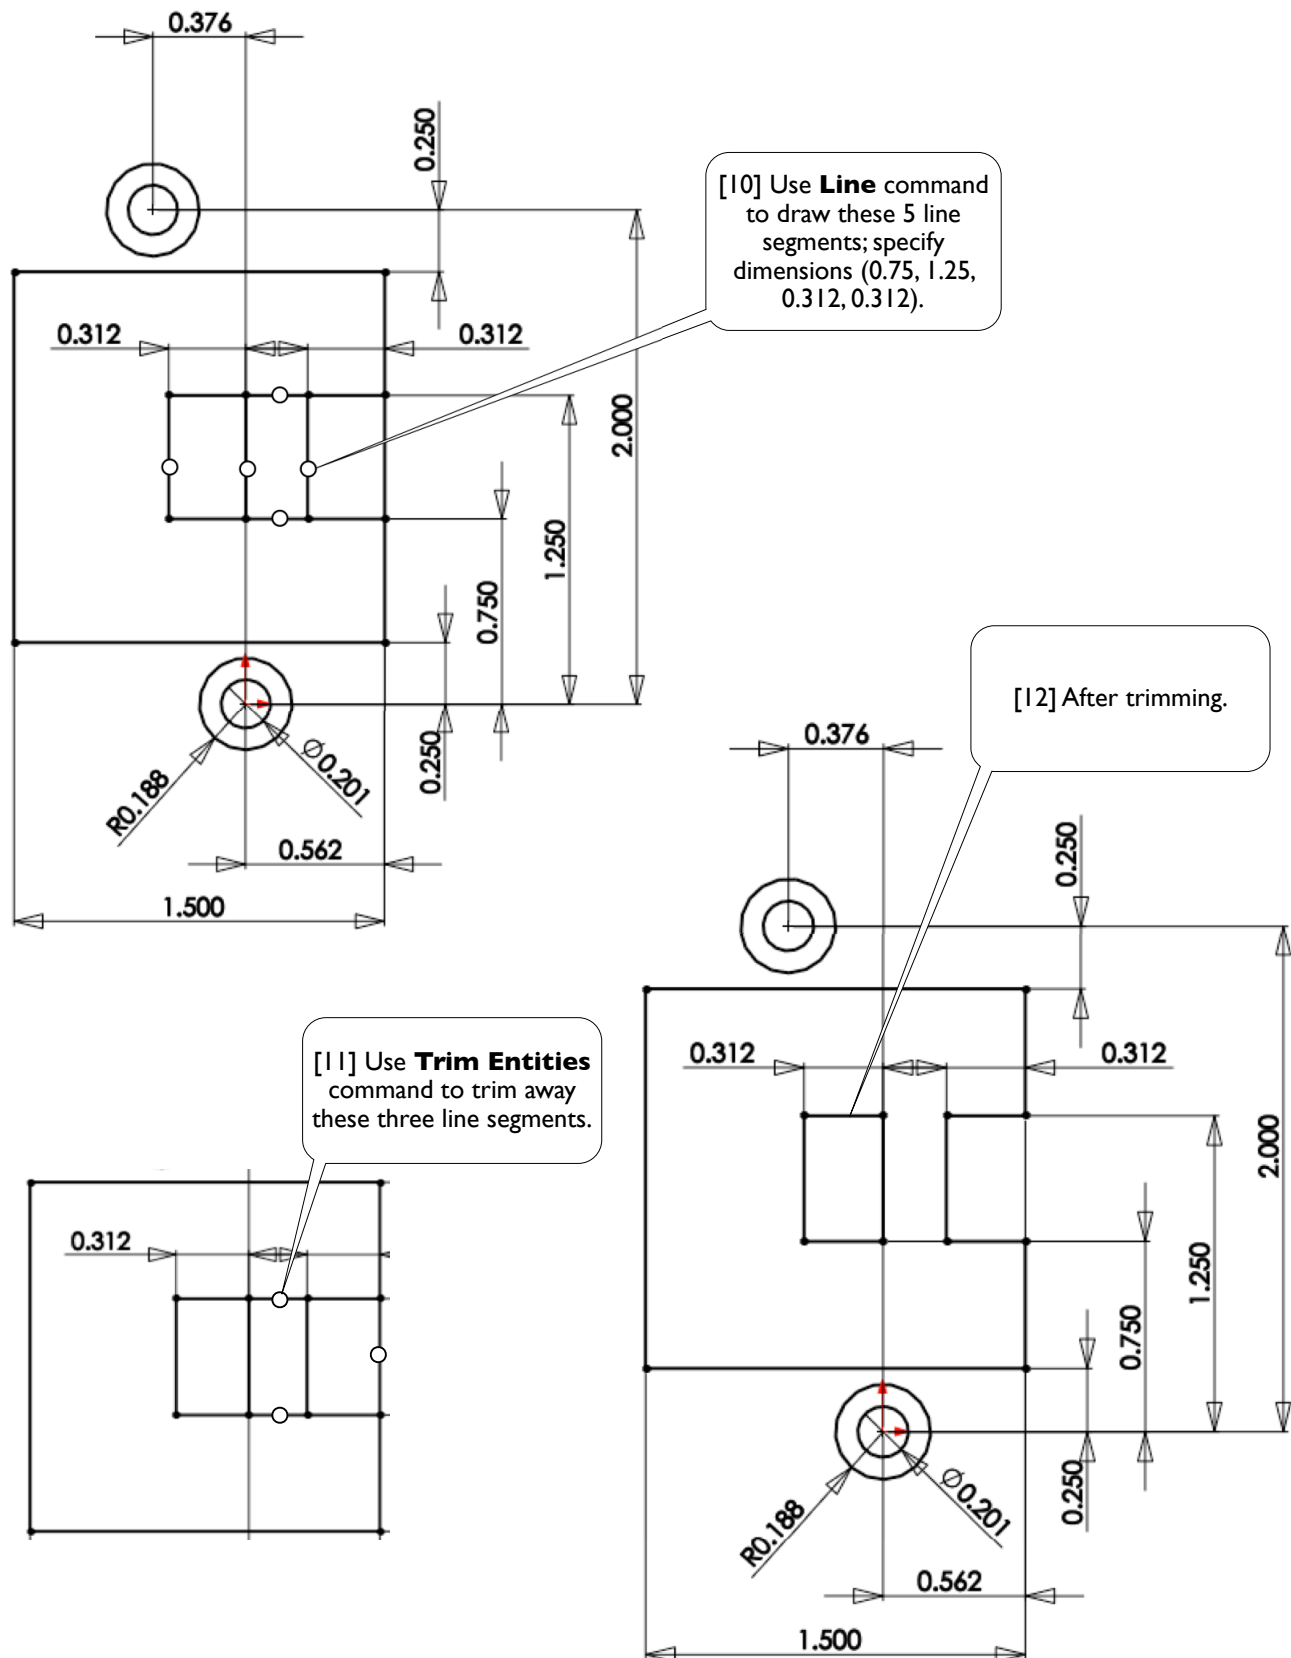 0.376
0.250
[10] Use Line command
to draw these 5 line
segments; specify
dimensions (0.75, 1.25,
0.312, 0.312).
0.312
0.312
2.000
1.250
0.750
0.250
R0.188
Ø0.201
0.562
1.500
[11] Use Trim Entities
command to trim away
these three line segments.
0.312
[12] After trimming.
0.376
0.250
0.312
0.312
2.000
1.250
0.750
0.250
R0.188
Ø0.201
0.562
1.500